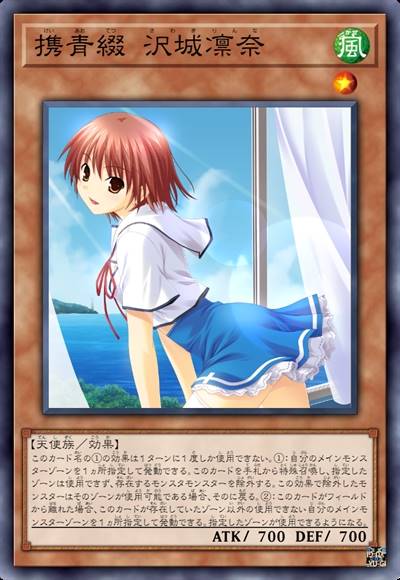 携青綴 沢城凛奈
風
【天使族／効果】
このカード名の①の効果は1ターンに1度しか使用できない。①：自分のメインモンス
ターゾーンを1ヵ所指定して発動できる。このカードを手札から特殊召喚し、指定した
ゾーンは使用できず、存在するモンスタモンスターを除外する。この効果で除外したモ
ンスターはそのゾーンが使用可能である場合、そのに戻る。②：このカードがフィールド
から離れた場合、このカードが存在していたゾーン以外の使用できない自分のメインモ
ンスターゾーンを1ヵ所指定して発動できる。指定したゾーンが使用できるようになる。
ATK/ 700 DEF/ 700